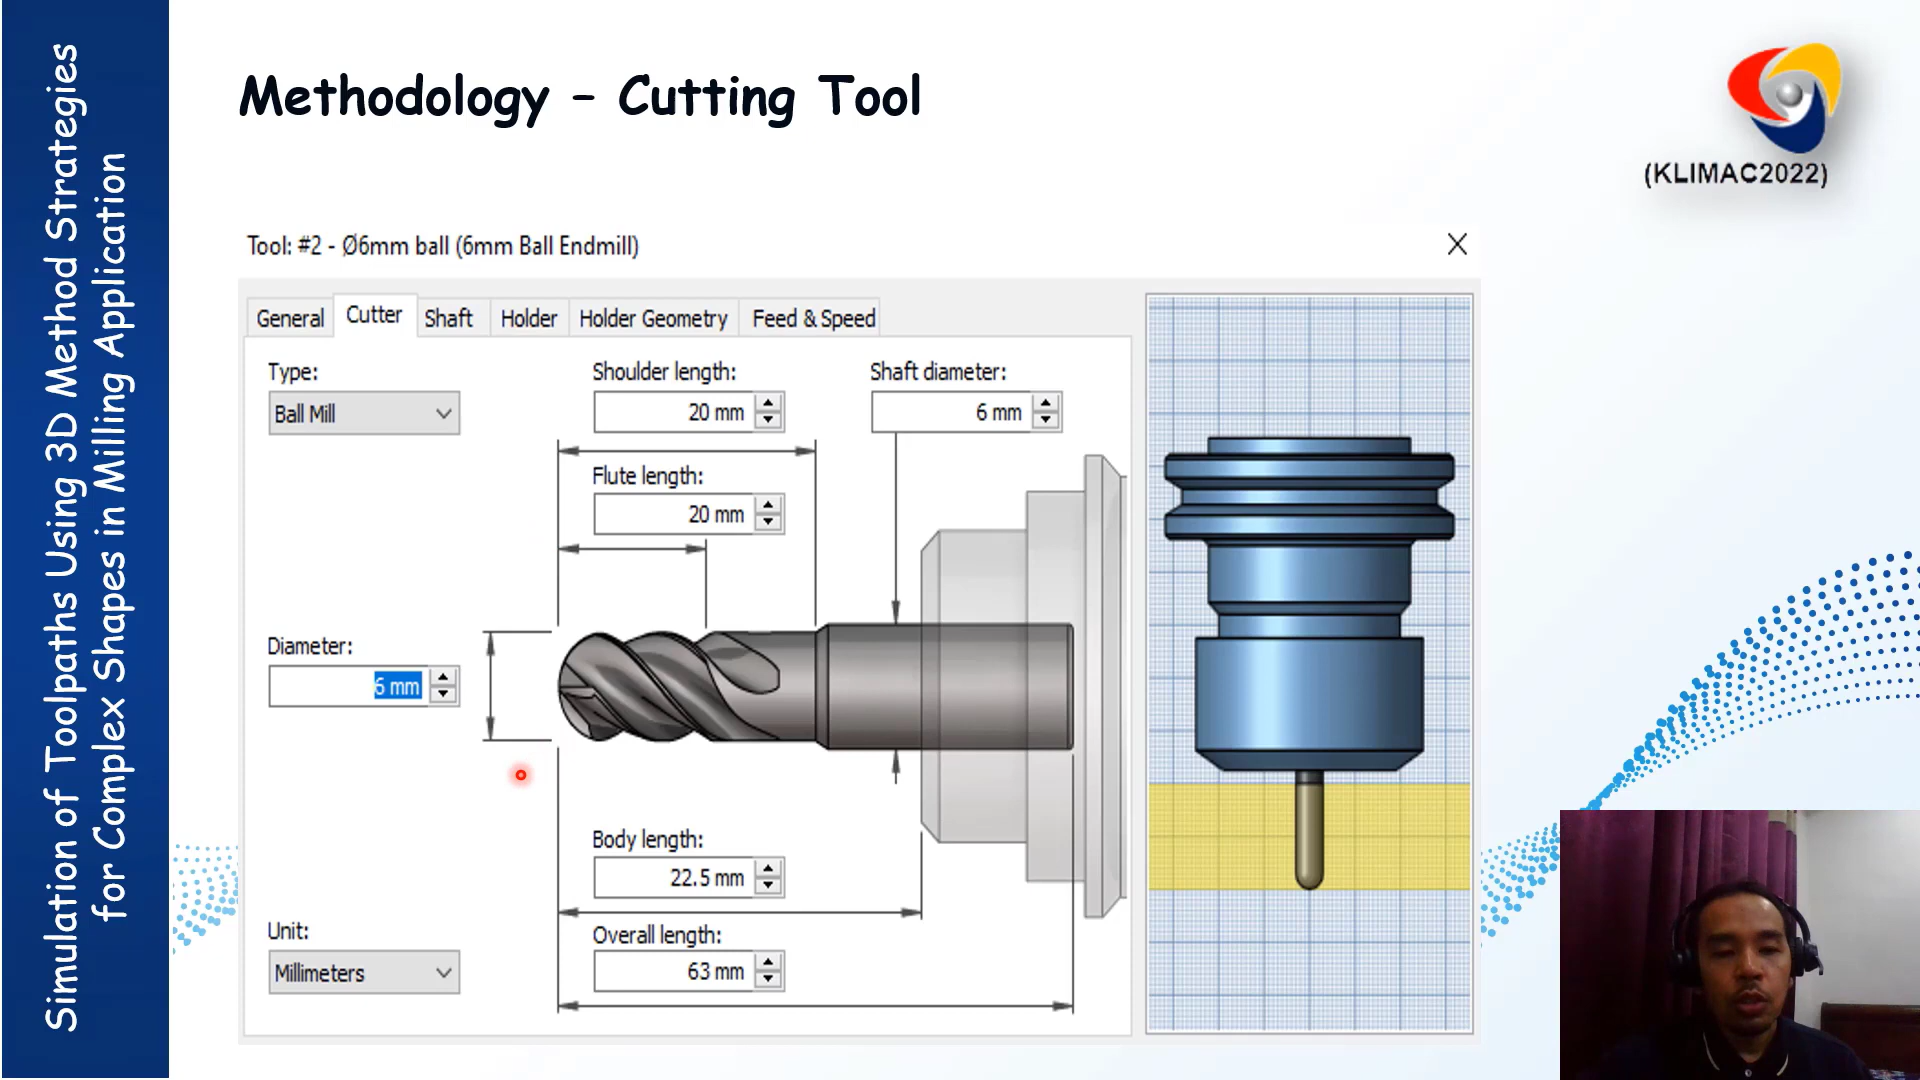 Simulation of Toolpaths Using 3D Method Strategies
for Complex Shapes in Milling Application
Methodology – Cutting Tool
(KLIMAC2022)
Tool: #2 - Ø6mm ball (6mm Ball Endmill)
General
Cutter
Shaft
Holder
Holder Geometry
Feed & Speed
Type:
Ball Mill
Shoulder length:
20 mm
Shaft diameter:
6 mm
Flute length:
20 mm
Diameter:
6 mm
Body length:
22.5 mm
Unit:
Millimeters
Overall length:
63 mm